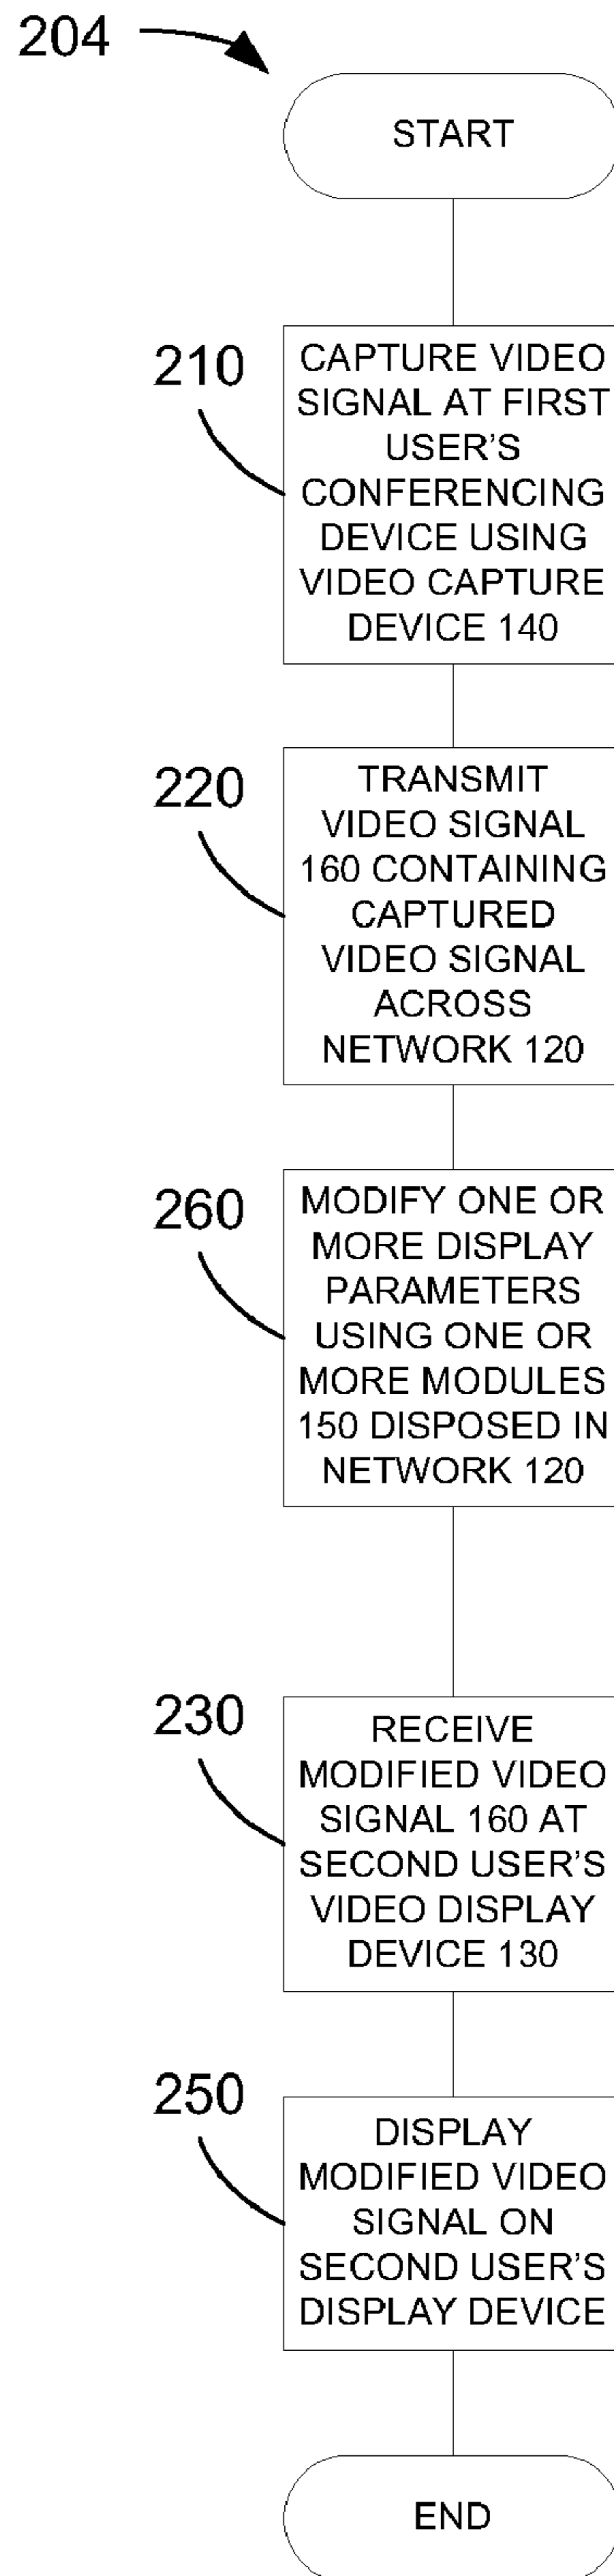 204
START
210
CAPTURE VIDEO
SIGNAL AT FIRST
USER'S
CONFERENCING
DEVICE USING
VIDEO CAPTURE
DEVICE 140
220
TRANSMIT
VIDEO SIGNAL
160 CONTAINING
CAPTURED
VIDEO SIGNAL
ACROSS
NETWORK 120
260
MODIFY ONE OR
MORE DISPLAY
PARAMETERS
USING ONE OR
MORE MODULES
150 DISPOSED IN
NETWORK 120
230
RECEIVE
MODIFIED VIDEO
SIGNAL 160 AT
SECOND USER'S
VIDEO DISPLAY
DEVICE 130
250
DISPLAY
MODIFIED VIDEO
SIGNAL ON
SECOND USER'S
DISPLAY DEVICE
END